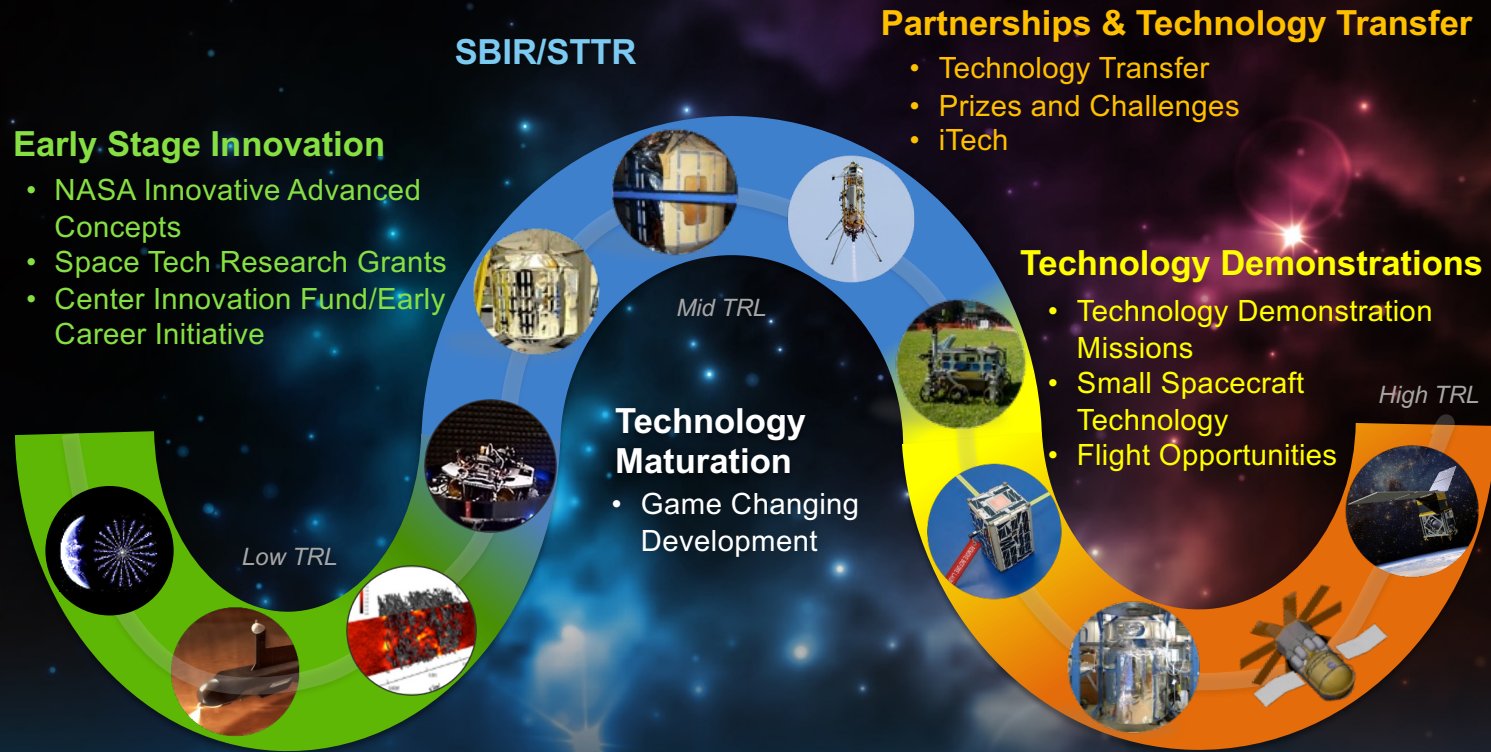 SBIR/STTR
Partnerships & Technology Transfer
• Technology Transfer
• Prizes and Challenges
• iTech
Early Stage Innovation
• NASA Innovative Advanced
Concepts
• Space Tech Research Grants
• Center Innovation Fund/Early
Career Initiative
Mid TRL
Technology Demonstrations
• Technology Demonstration
Missions
• Small Spacecraft
Technology
• Flight Opportunities
High TRL
Technology
Maturation
• Game Changing
Development
Low TRL